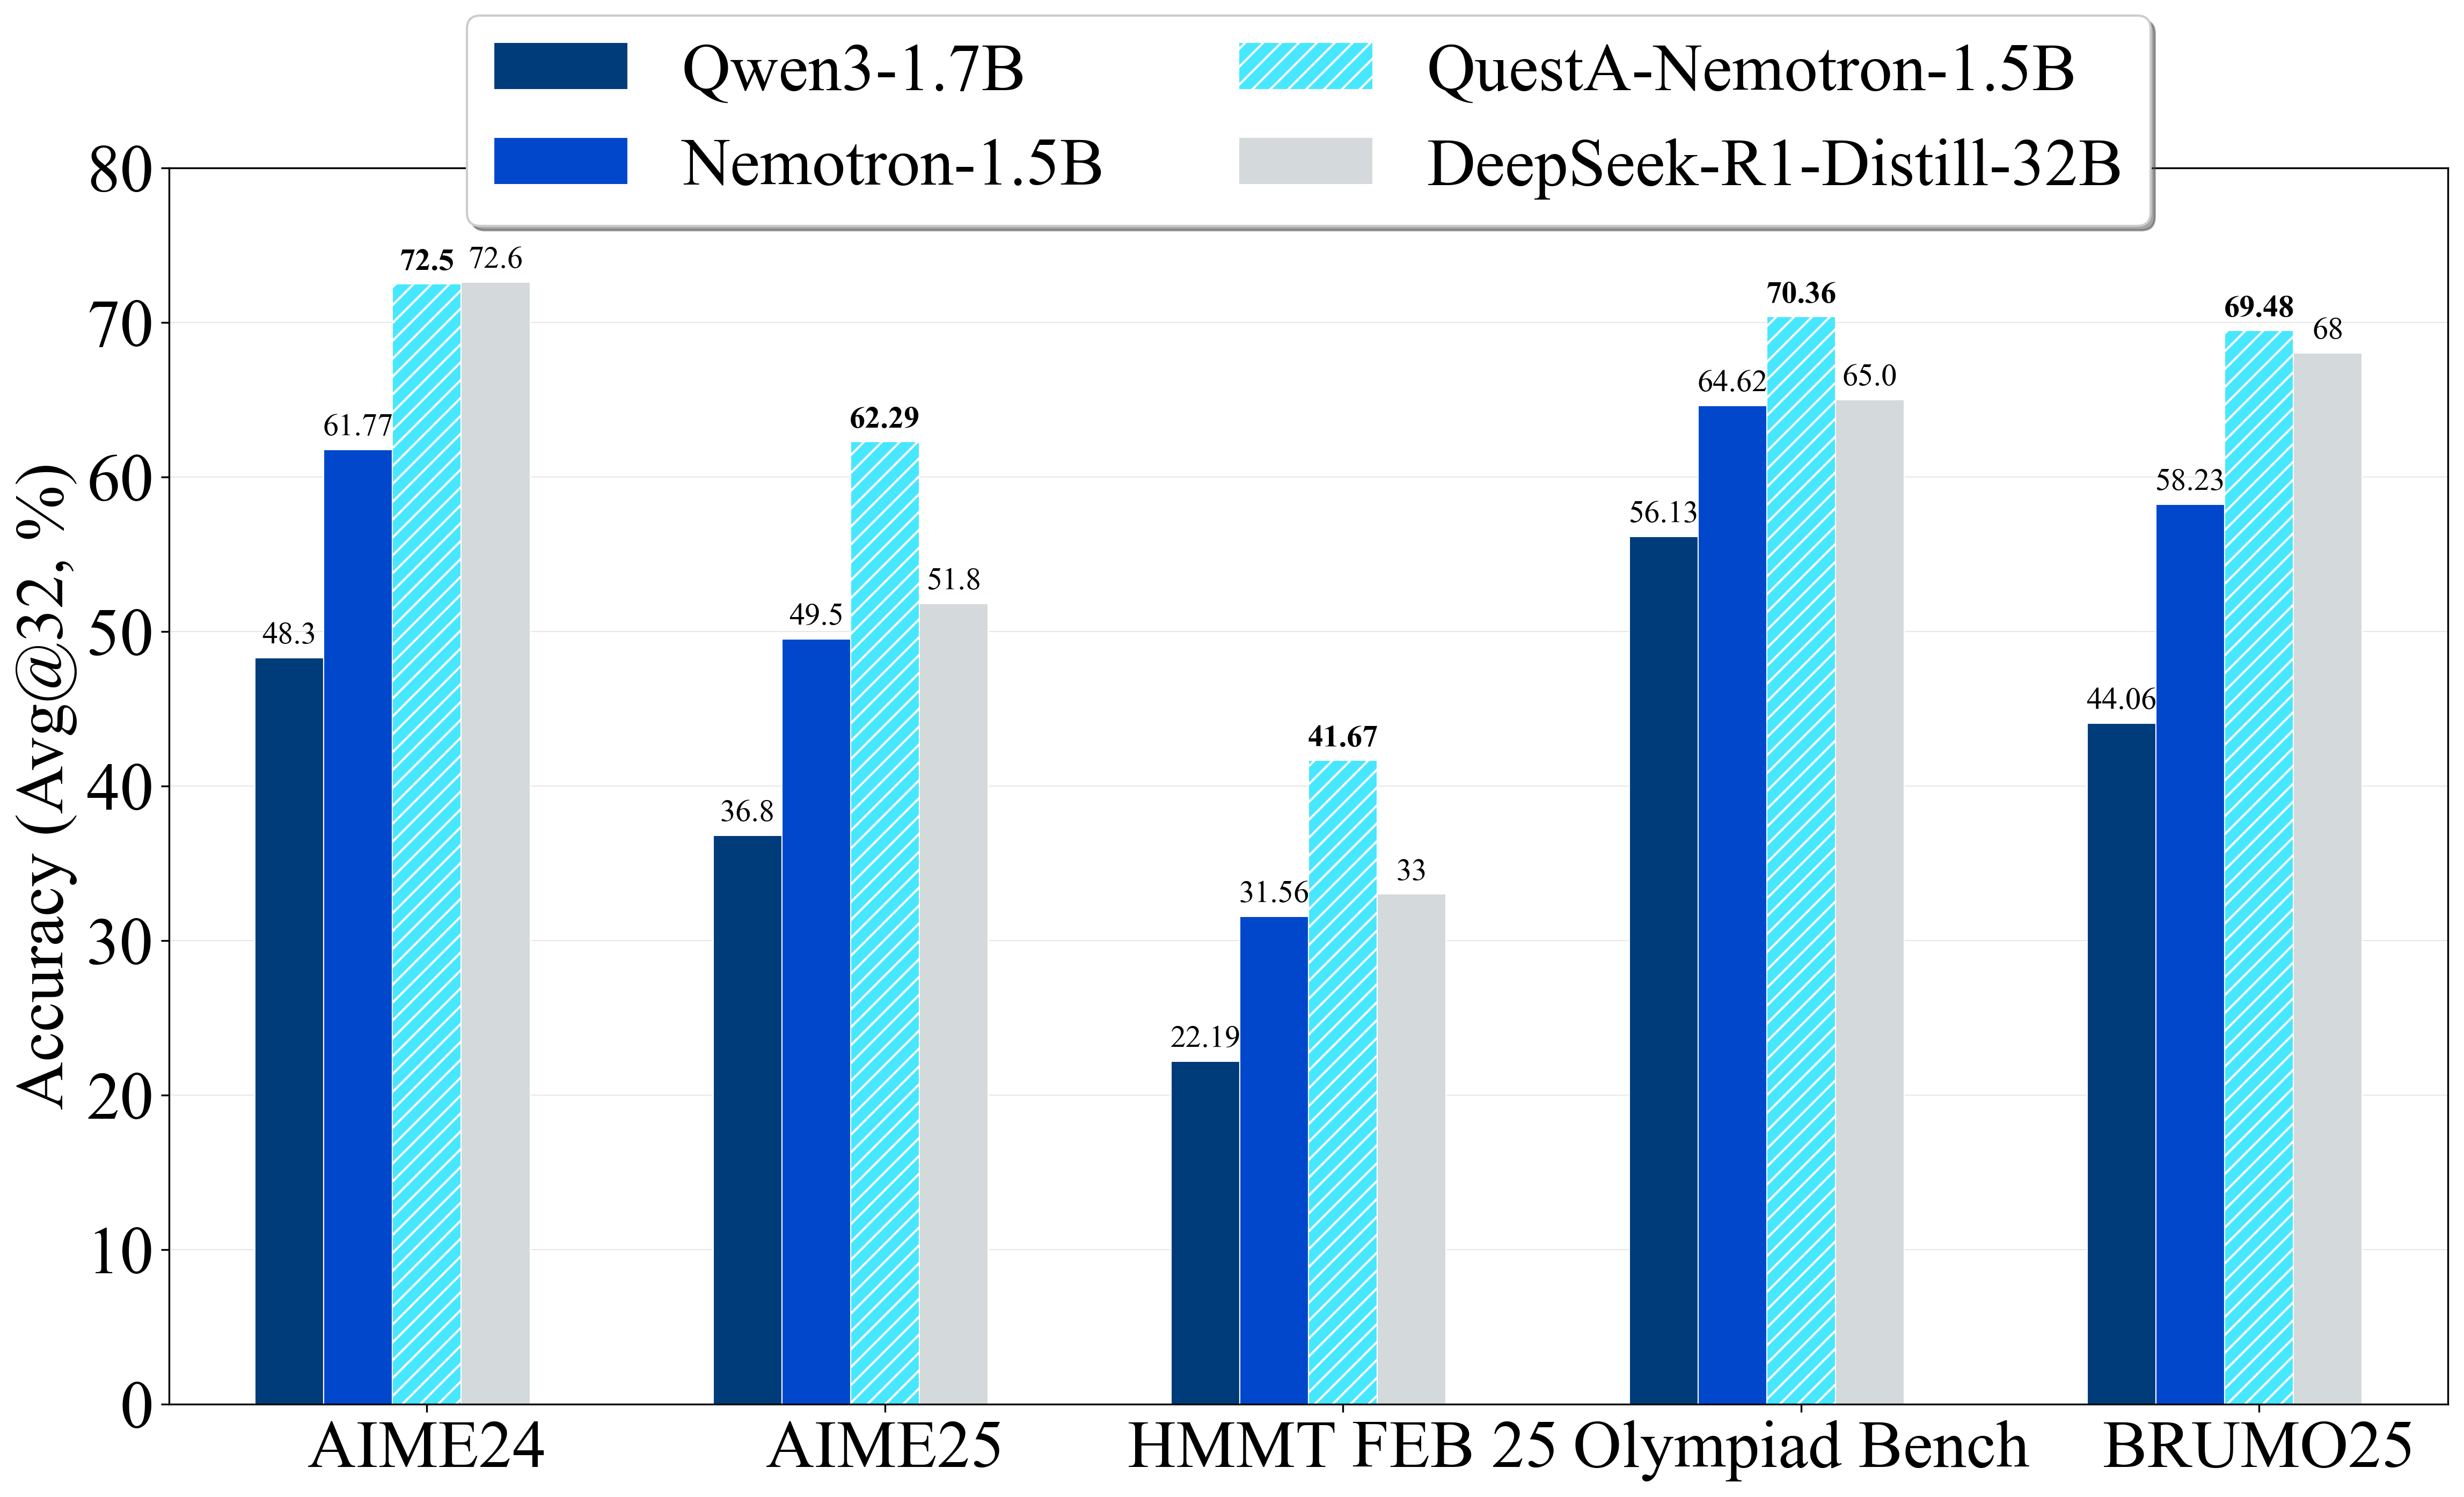 Qwen3-1.7B
Nemotron-1.5B
QuestA-Nemotron-1.5B
DeepSeek-R1-Distill-32B
Accuracy (Avg@32, %)
80
70
60
50
40
30
20
10
0
48.3
61.77
72.5
72.6
36.8
49.5
62.29
51.8
22.19
31.56
41.67
33
56.13
64.62
70.36
65.0
44.06
58.23
69.48
68
AIME24
AIME25
HMMT FEB 25
Olympiad Bench
BRUMO25